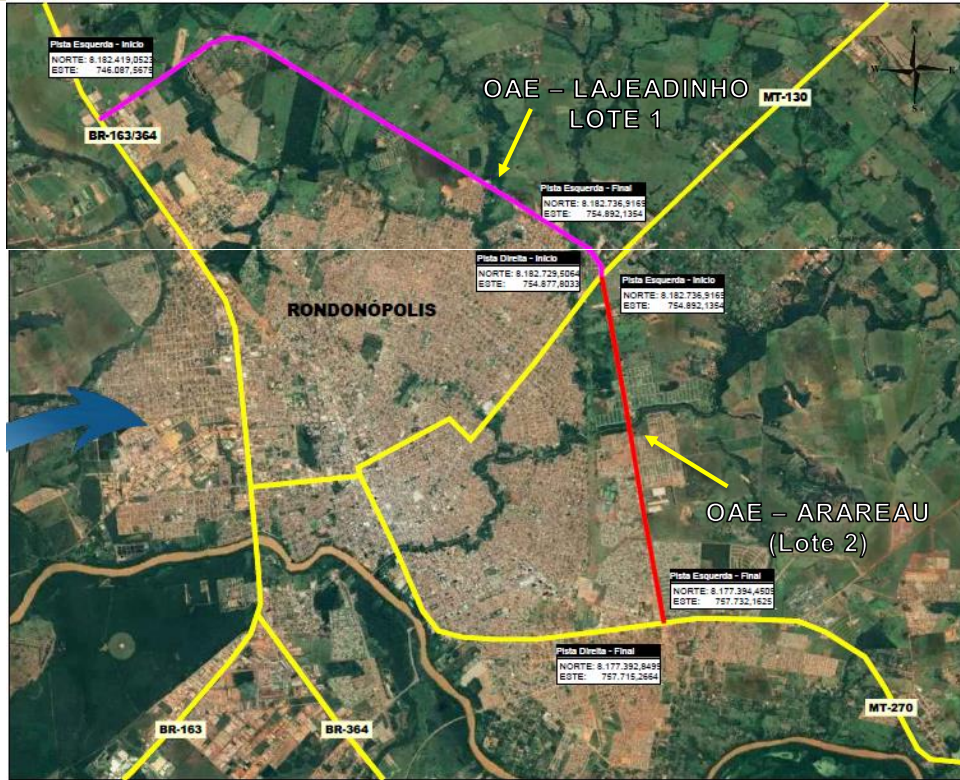 N
W
E
S
Pista Esquerda - Início
NORTE: 8.182.419,0523
ESTE: 746.087,5675
OAE – LAJEADINHO
LOTE 1
MT-130
BR-163/364
Pista Esquerda - Final
NORTE: 8.182.736,9165
ESTE: 754.892,1354
Pista Direita - Início
NORTE: 8.182.729,5064
ESTE: 754.877,8033
Pista Esquerda - Início
NORTE: 8.182.736,9165
ESTE: 754.892,1354
RONDONÓPOLIS
OAE – ARAREAU
(Lote 2)
Pista Esquerda - Final
NORTE: 8.177.394,4505
ESTE: 757.732,1625
Pista Direita - Final
NORTE: 8.177.392,8495
ESTE: 757.715,2664
MT-270
BR-163
BR-364